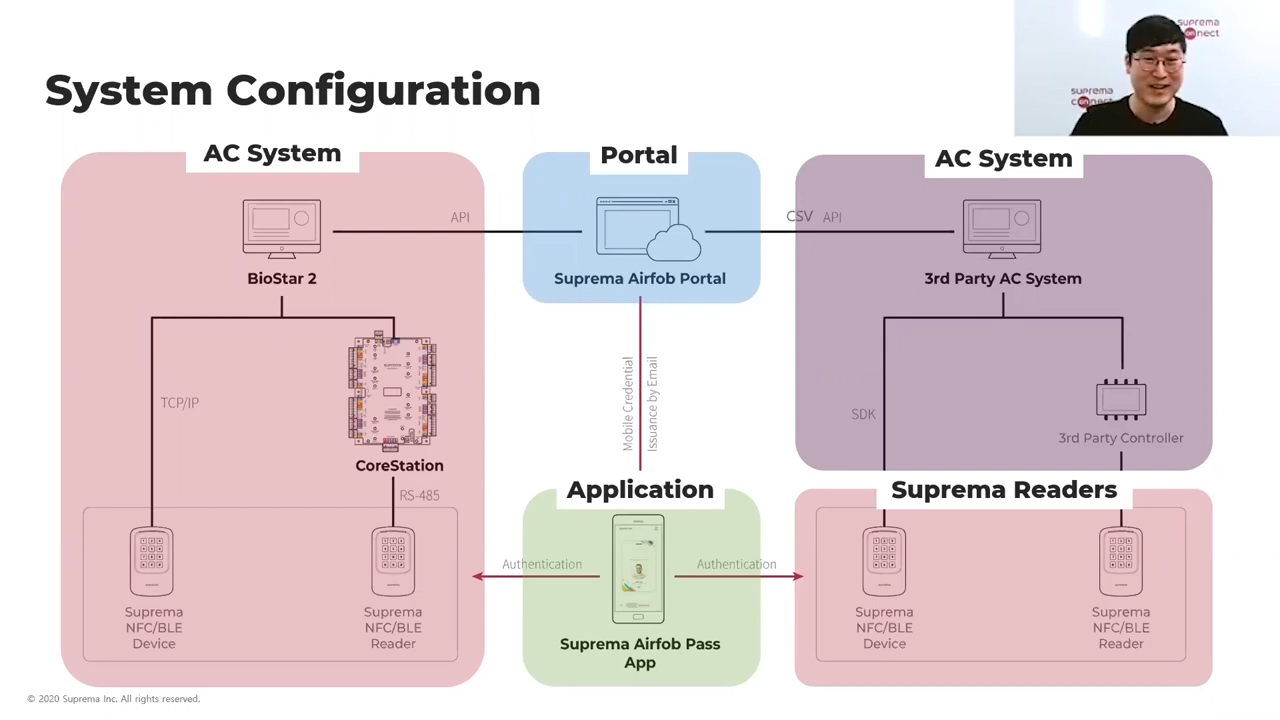 suprema
connect
suprema
connect
System Configuration
AC System
Portal
AC System
API
CSV API
BioStar 2
Suprema Airfob Portal
3rd Party AC System
TCP/IP
Mobile Credential
Issuance by Email
SDK
3rd Party Controller
CoreStation
RS-485
Application
Suprema Readers
Authentication
Authentication
Suprema
NFC/BLE
Device
Suprema
NFC/BLE
Reader
Suprema Airfob Pass
App
Suprema
NFC/BLE
Device
Suprema
NFC/BLE
Reader
© 2020 Suprema Inc. All rights reserved.